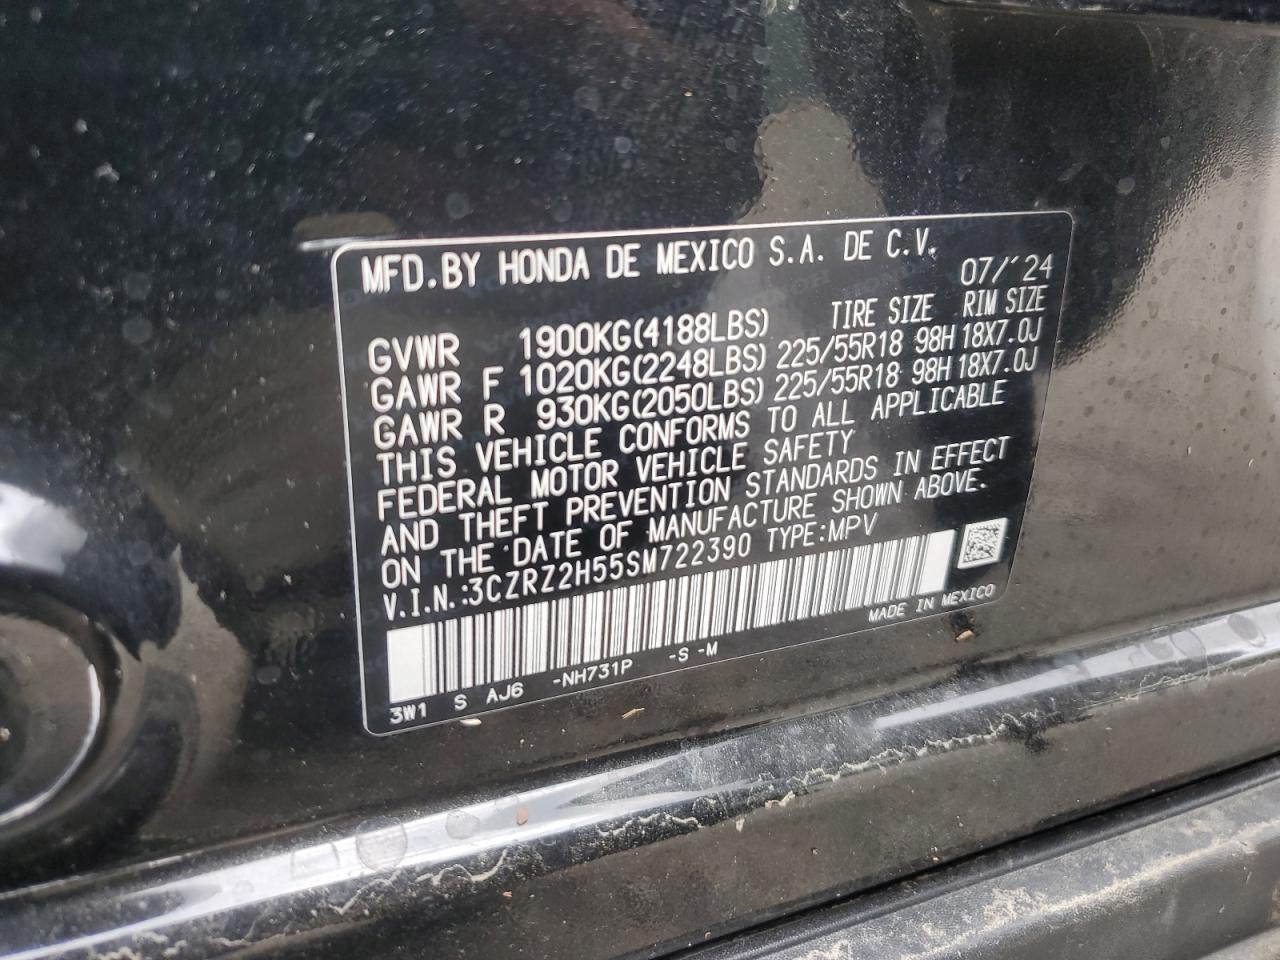 MFD.BY HONDA DE MEXICO S.A. DE C.V.
07/'24
GVWR 1900KG(4188LBS) TIRE SIZE RIM SIZE
GAWR F 1020KG(2248LBS) 225/55R18 98H 18X7.0J
GAWR R 930KG(2050LBS) 225/55R18 98H 18X7.0J
THIS VEHICLE CONFORMS TO ALL APPLICABLE
FEDERAL MOTOR VEHICLE SAFETY
AND THEFT PREVENTION STANDARDS IN EFFECT
ON THE DATE OF MANUFACTURE SHOWN ABOVE.
V.I.N.:3CZRZ2H55SM722390 TYPE:MPV
MADE IN MEXICO
3W1 S AJ6 -NH731P -S -M